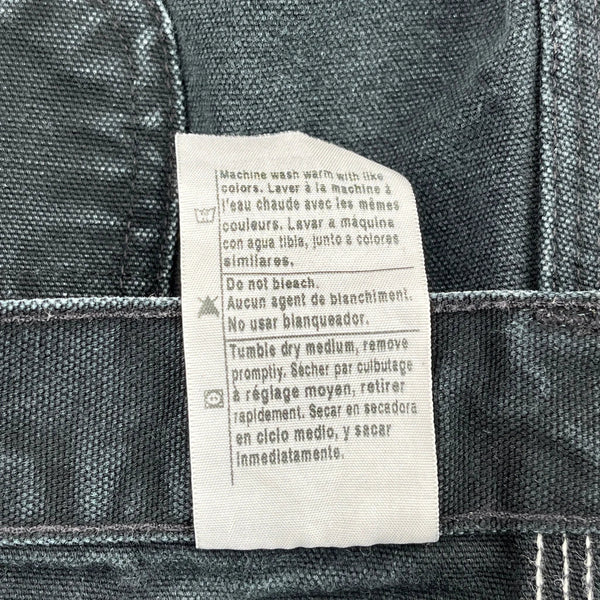 Machine wash warm with like
colors. Laver à la machine à
l'eau chaude avec les mêmes
couleurs. Lavar a màquina
con agua tibia, junto a colores
similares.
Do not bleach.
Aucun agent de blanchiment.
No usar blanqueador.
Tumble dry medium, remove
promptly. Sécher par culbutage
à réglage moyen, retirer
rapidement. Secar en secadora
en ciclo medio, y sacar
inmediatamente.